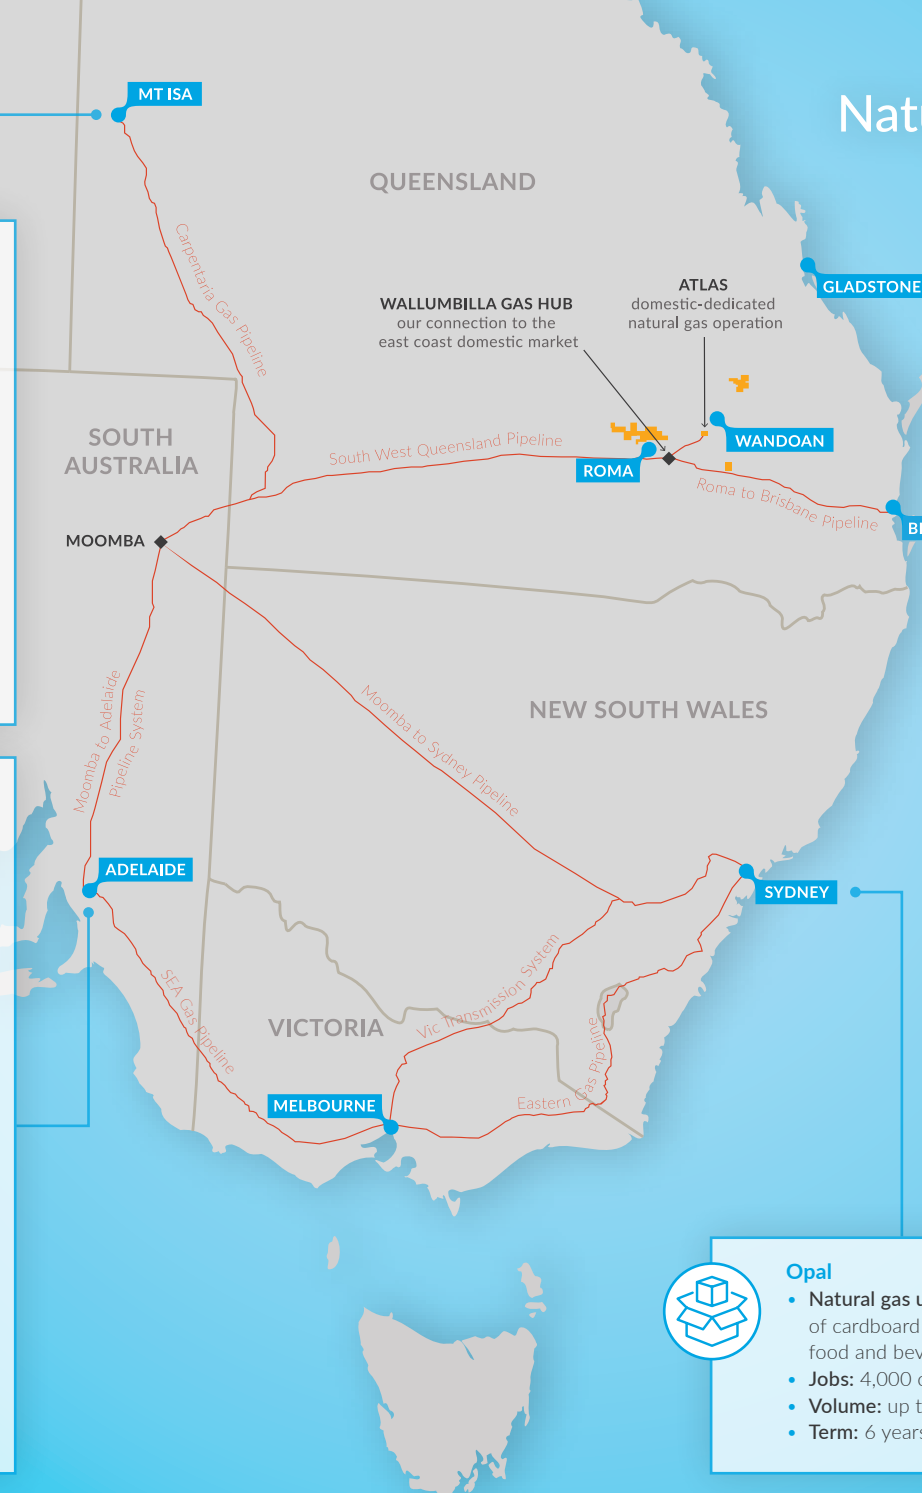 Natu
MT ISA
QUEENSLAND
Carpentaria Gas Pipeline
GLADSTONE
ATLAS
domestic-dedicated
natural gas operation
WALLUMBILLA GAS HUB
our connection to the
east coast domestic market
SOUTH
AUSTRALIA
South West Queensland Pipeline
WANDOAN
ROMA
Roma to Brisbane Pipeline
MOOMBA
Moomba to Adelaide
Pipeline System
Moomba to Sydney Pipeline
NEW SOUTH WALES
ADELAIDE
SYDNEY
SEA Gas Pipeline
VICTORIA
Vic Transmission System
Eastern Gas Pipeline
MELBOURNE
Opal
• Natural gas u
of cardboard
food and bev
• Jobs: 4,000 
• Volume: up t
• Term: 6 years